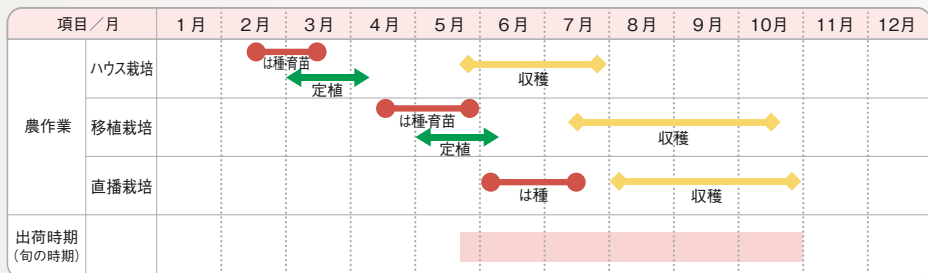 項目／月 1月 2月 3月 4月 5月 6月 7月 8月 9月 10月 11月 12月
農作業
ハウス栽培
は種・育苗
定植
収穫
移植栽培
は種・育苗
定植
収穫
直播栽培
は種
収穫
出荷時期
(旬の時期)